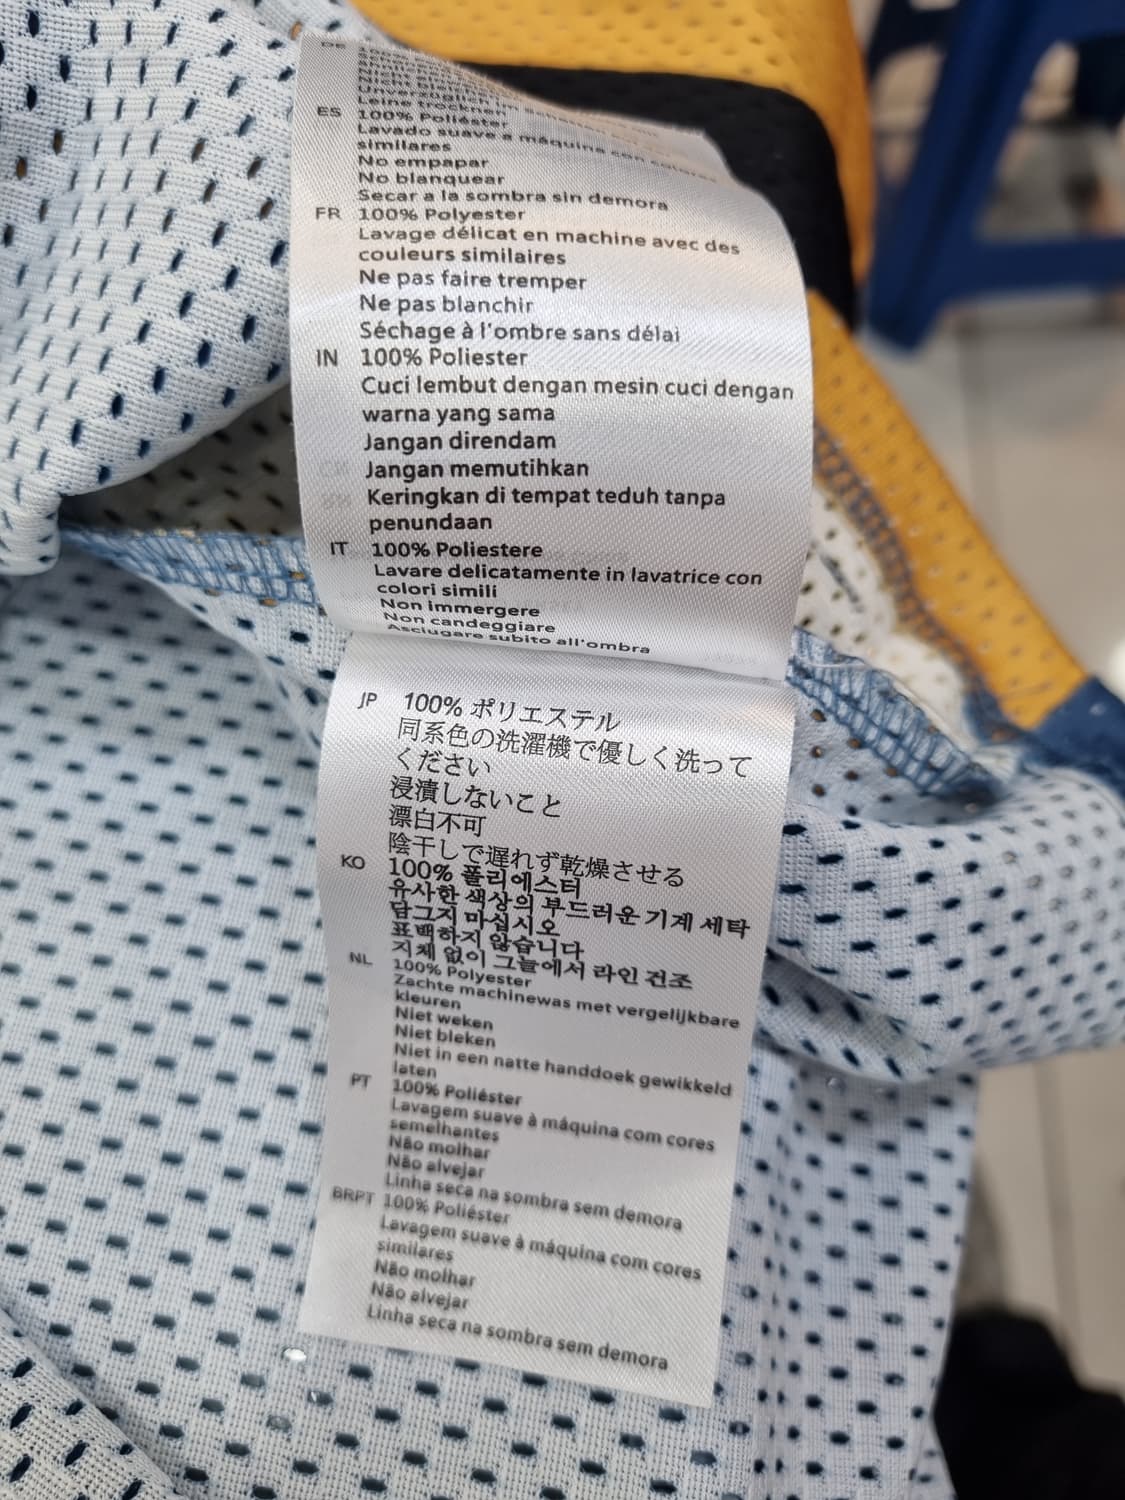 DE
Nicht bleichen
Leine trocknen
ES 100% Poliéster
Lavado suave a máquina con colores
similares
No empapar
No blanquear
Secar a la sombra sin demora
FR 100% Polyester
Lavage délicat en machine avec des
couleurs similaires
Ne pas faire tremper
Ne pas blanchir
Séchage à l'ombre sans délai
IN 100% Poliester
Cuci lembut dengan mesin cuci dengan
warna yang sama
Jangan direndam
Jangan memutihkan
Keringkan di tempat teduh tanpa
penundaan
IT 100% Poliestere
Lavare delicatamente in lavatrice con
colori simili
Non immergere
Non candeggiare
Asciugare subito all'ombra
JP 100% ポリエステル
同系色の洗濯機で優しく洗って
ください
浸漬しないこと
漂白不可
陰干しで遅れず乾燥させる
KO 100% 폴리에스터
유사한 색상의 부드러운 기계 세탁
담그지 마십시오
표백하지 않습니다
지체 없이 그늘에서 라인 건조
NL 100% Polyester
Zachte machinewas met vergelijkbare
kleuren
Niet weken
Niet bleken
Niet in een natte handdoek gewikkeld
laten
PT 100% Poliéster
Lavagem suave à máquina com cores
semelhantes
Não molhar
Não alvejar
Linha seca na sombra sem demora
BRPT 100% Poliéster
Lavagem suave à máquina com cores
similares
Não molhar
Não alvejar
Linha seca na sombra sem demora